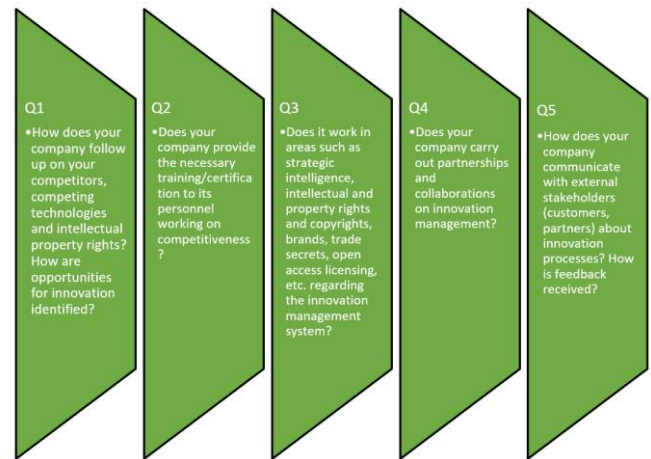 Q1
•How does your
company follow
up on your
competitors,
competing
technologies
and intellectual
property rights?
How are
opportunities
for innovation
identified?
Q2
•Does your
company provide
the necessary
training/certifica
tion to its
personnel
working on
competitiveness
?
Q3
•Does it work in
areas such as
strategic
intelligence,
intellectual and
property rights
and copyrights,
brands, trade
secrets, open
access licensing,
etc. regarding
the innovation
management
system?
Q4
•Does your
company carry
out partnerships
and
collaborations
on innovation
management?
Q5
•How does your
company
communicate
with external
stakeholders
(customers,
partners) about
innovation
processes? How
is feedback
received?